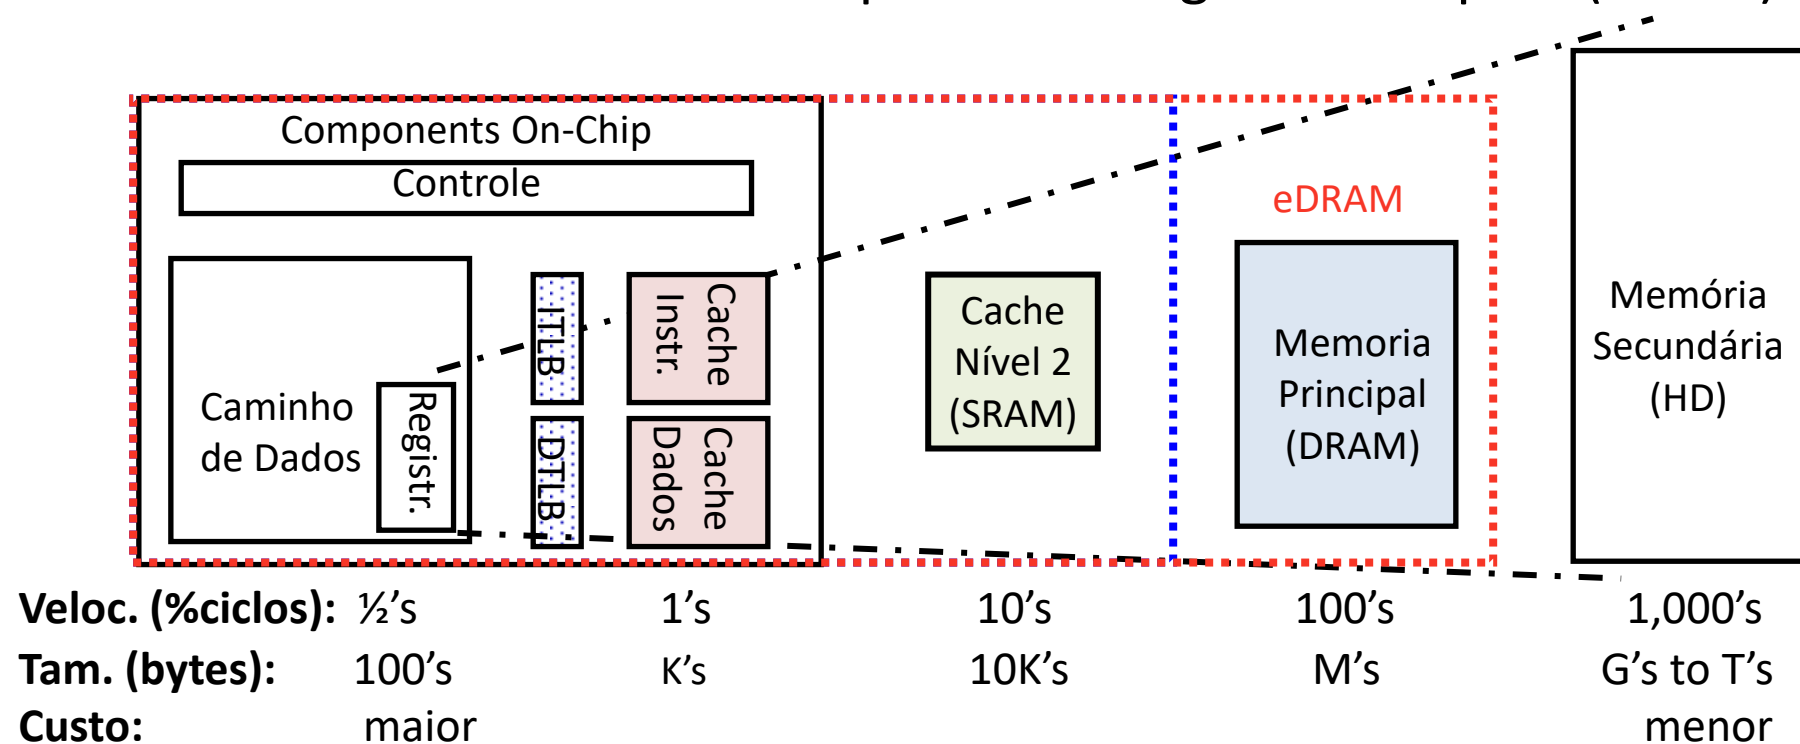 Components On-Chip
Controle
Caminho
de Dados
Registr.
ITLB
DTLB
Cache
Instr.
Cache
Dados
Cache
Nível 2
(SRAM)
eDRAM
Memoria
Principal
(DRAM)
Memória
Secundária
(HD)
Veloc. (%ciclos): ½’s 1’s 10’s 100’s 1,000’s
Tam. (bytes): 100’s K’s 10K’s M’s G’s to T’s
Custo: maior menor